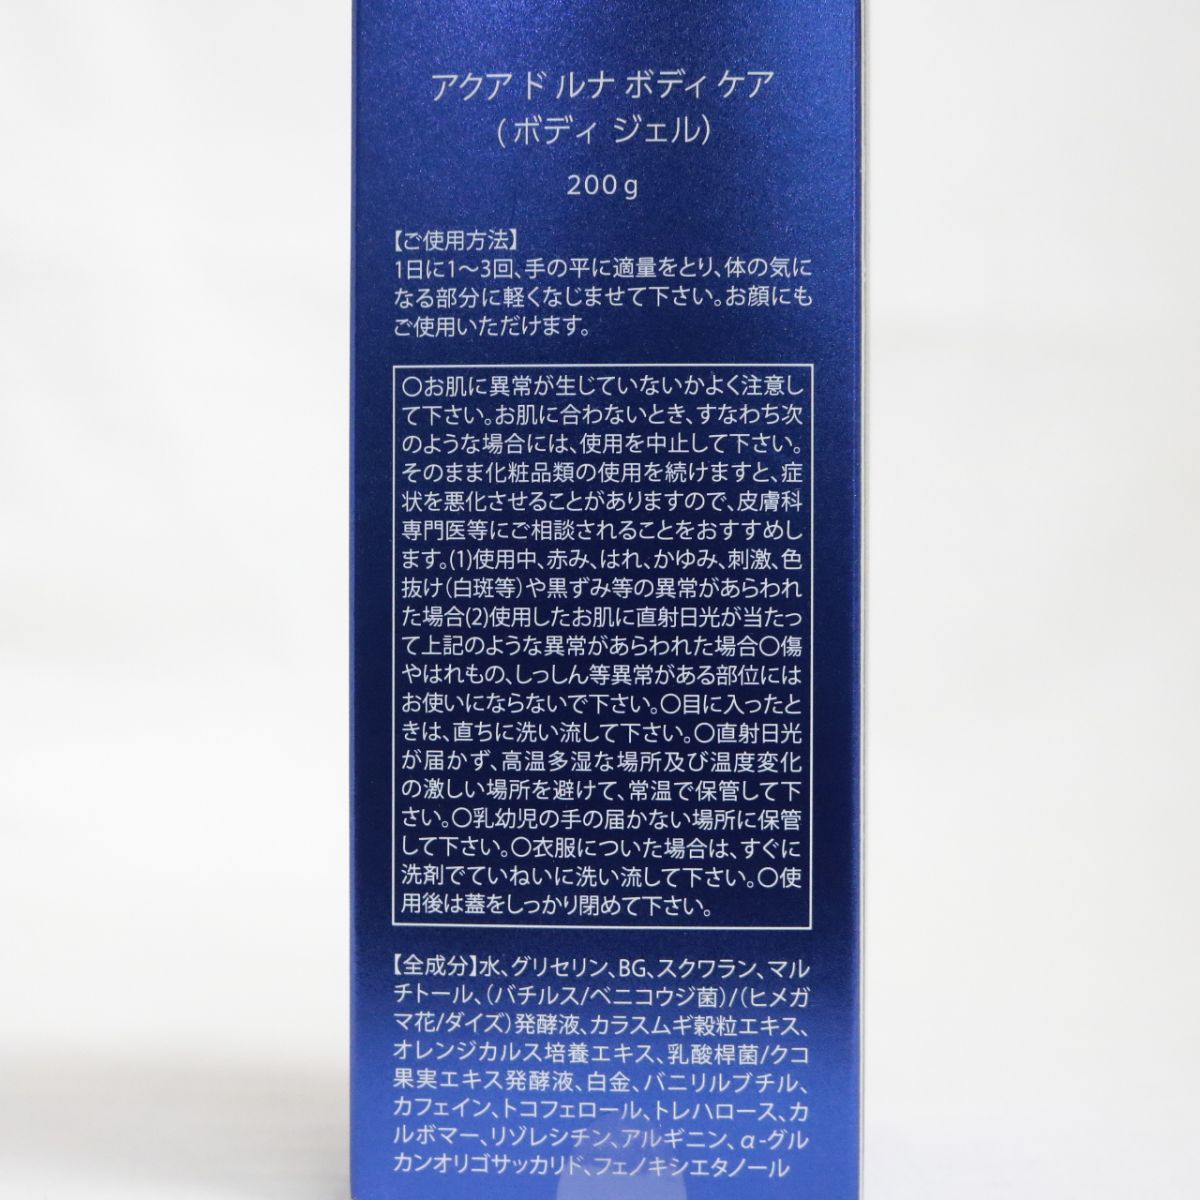 アクア ド ルナ ボディ ケア
(ボディ ジェル)
200g
【ご使用方法】
1日に1〜3回、手の平に適量をとり、体の気に
なる部分に軽くなじませて下さい。お顔にも
ご使用いただけます。
〇お肌に異常が生じていないかよく注意し
て下さい。お肌に合わないとき、すなわち次
のような場合には、使用を中止して下さい。
そのまま化粧品類の使用を続けますと、症
状を悪化させることがありますので、皮膚科
専門医等にご相談されることをおすすめし
ます。(1)使用中、赤み、はれ、かゆみ、刺激、色
抜け(白斑等)や黒ずみ等の異常があらわれ
た場合(2)使用したお肌に直射日光が当たっ
て上記のような異常があらわれた場合〇傷
やはれもの、しっしん等異常がある部位には
お使いにならないで下さい。〇目に入ったと
きは、直ちに洗い流して下さい。〇直射日光
が届かず、高温多湿な場所及び温度変化
の激しい場所を避けて、常温で保管して下
さい。〇乳幼児の手の届かない場所に保管
して下さい。〇衣服についた場合は、すぐに
洗剤でていねいに洗い流して下さい。〇使
用後は蓋をしっかり閉めて下さい。
【全成分】水、グリセリン、BG、スクワラン、マル
チトール、(バチルス/ベニコウジ菌)/(ヒメガ
マ花/ダイズ)発酵液、カラスムギ穀粒エキス、
オレンジカルス培養エキス、乳酸桿菌/クコ
果実エキス発酵液、白金、バニリルブチル、
カフェイン、トコフェロール、トレハロース、カ
ルボマー、リゾレシチン、アルギニン、α-グル
カンオリゴサッカリド、フェノキシエタノール